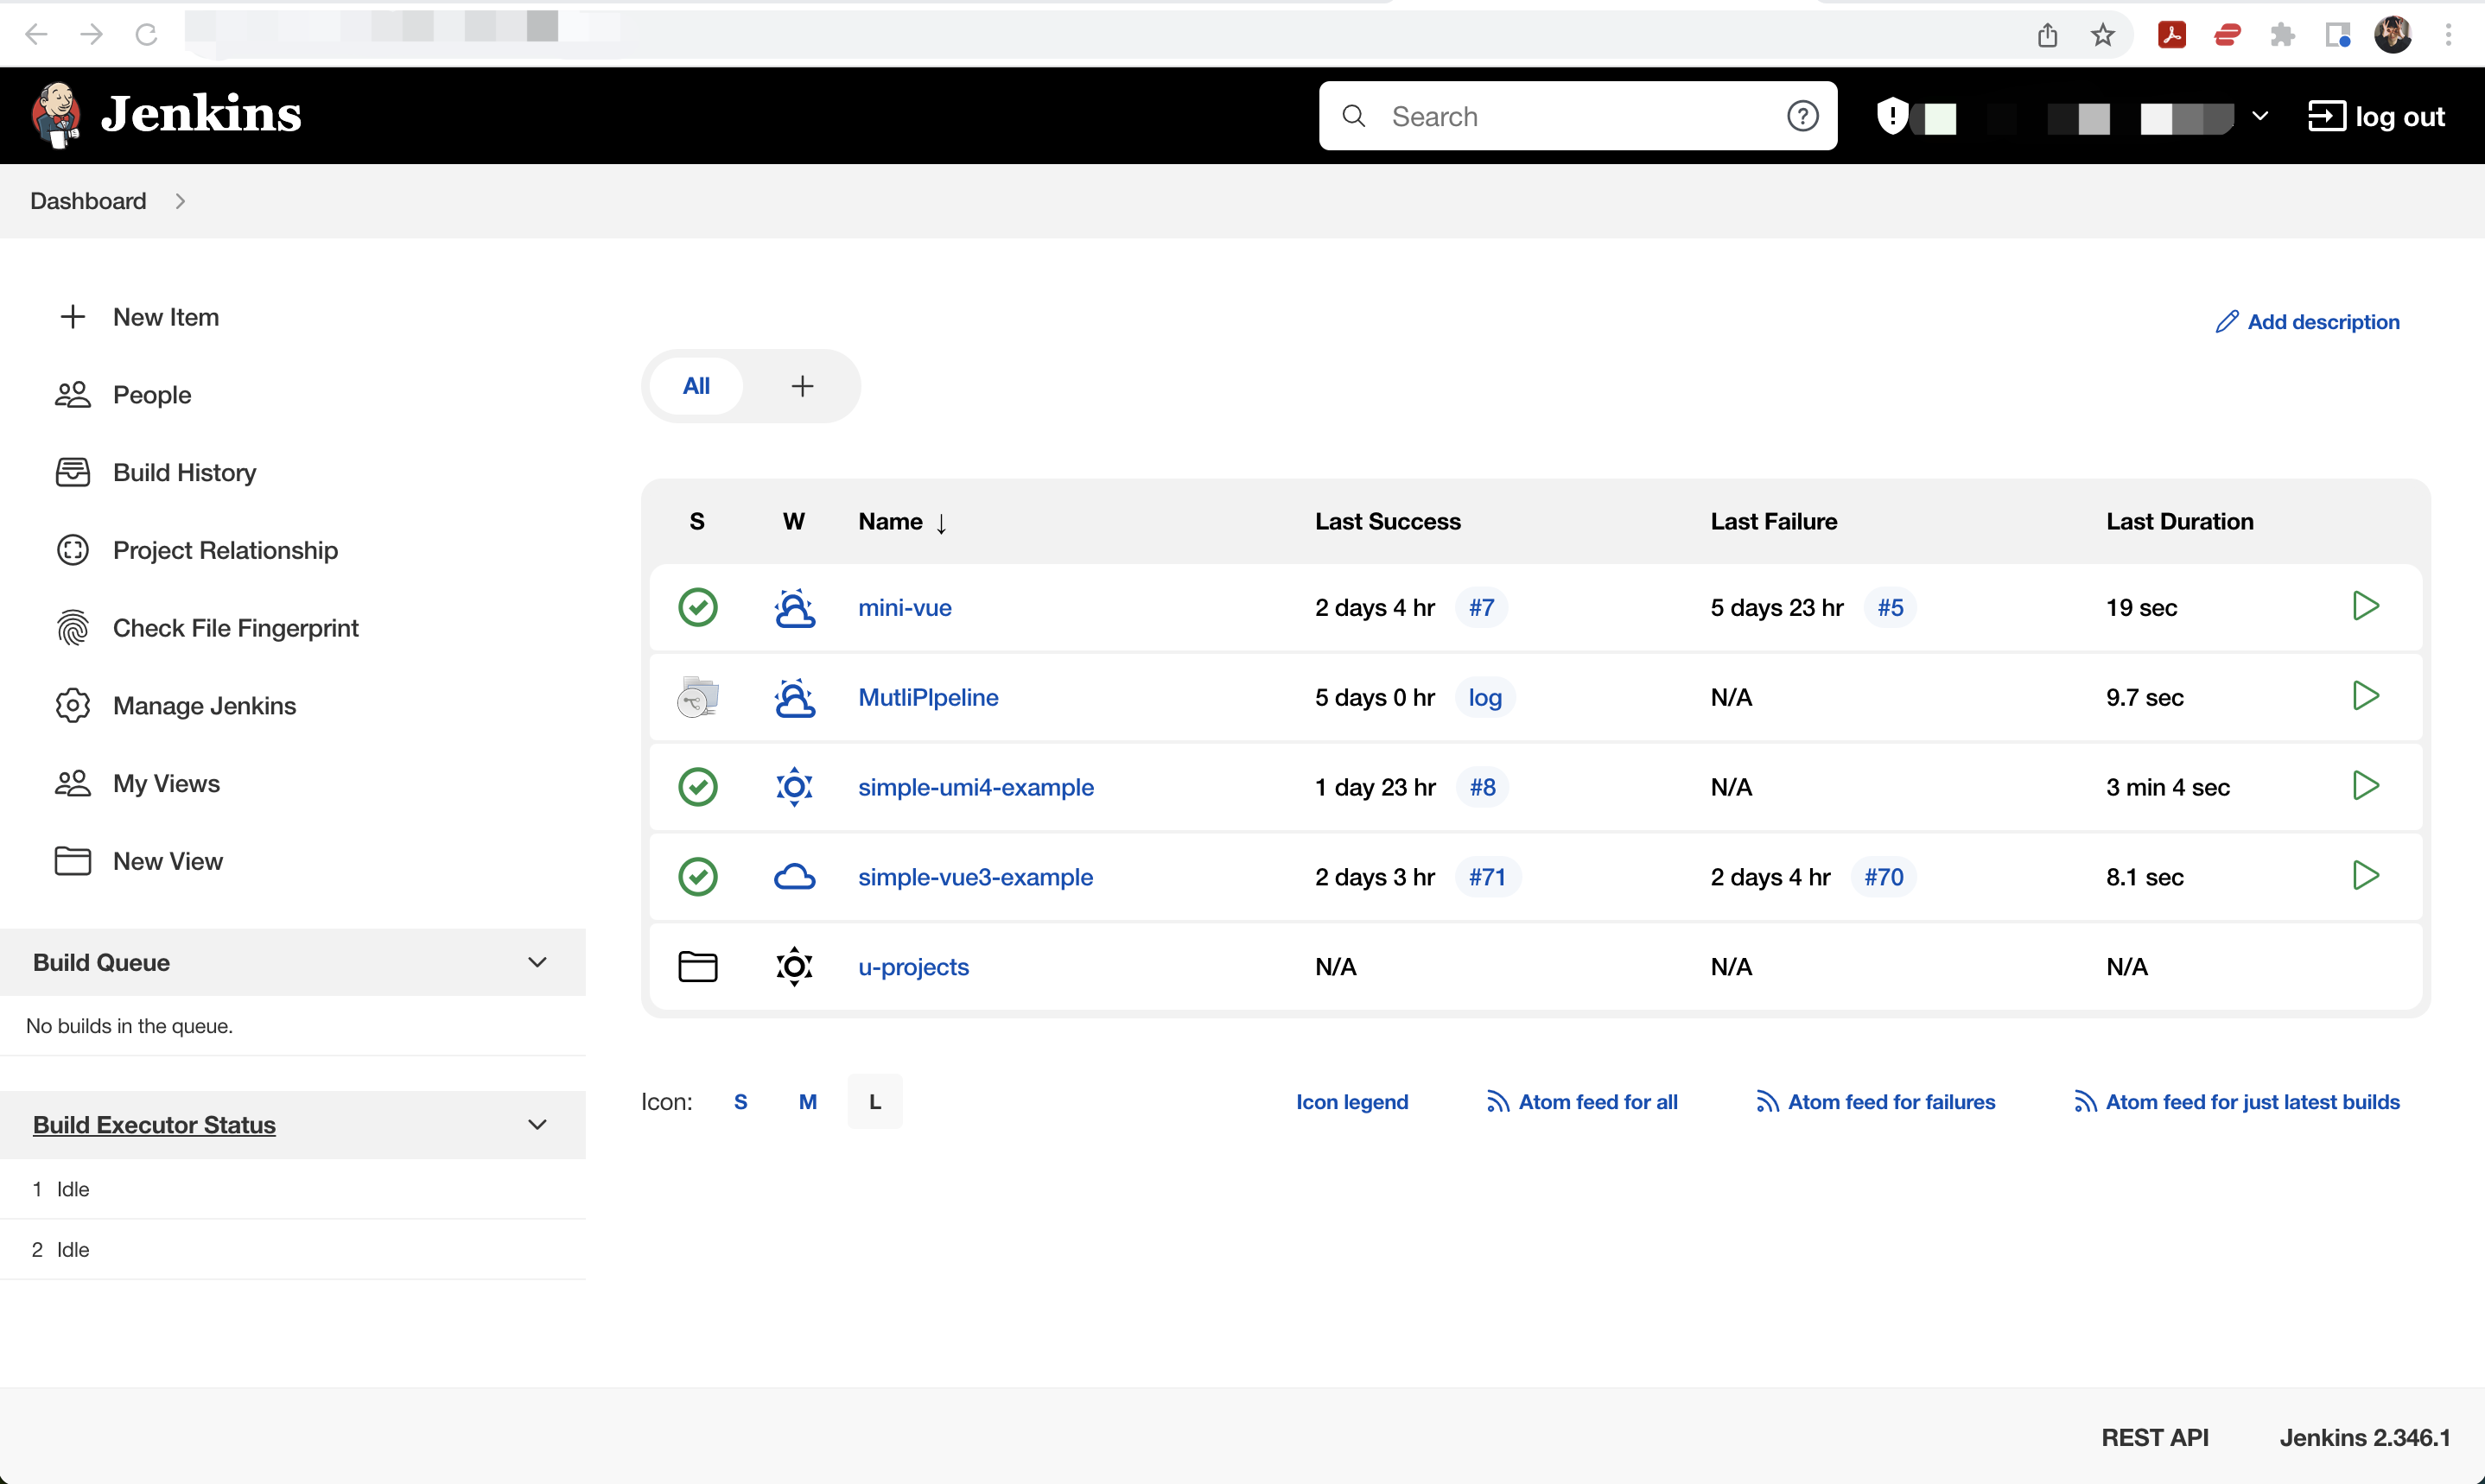 Jenkins
Search
log out
Dashboard
New Item
People
Build History
Project Relationship
Check File Fingerprint
Manage Jenkins
My Views
New View
Build Queue
No builds in the queue.
Build Executor Status
1 Idle
2 Idle
Add description
All
S W Name ↓ Last Success Last Failure Last Duration
mini-vue 2 days 4 hr #7 5 days 23 hr #5 19 sec
MutliPIpeline 5 days 0 hr log N/A 9.7 sec
simple-umi4-example 1 day 23 hr #8 N/A 3 min 4 sec
simple-vue3-example 2 days 3 hr #71 2 days 4 hr #70 8.1 sec
u-projects N/A N/A N/A
Icon: S M L Icon legend Atom feed for all Atom feed for failures Atom feed for just latest builds
REST API Jenkins 2.346.1